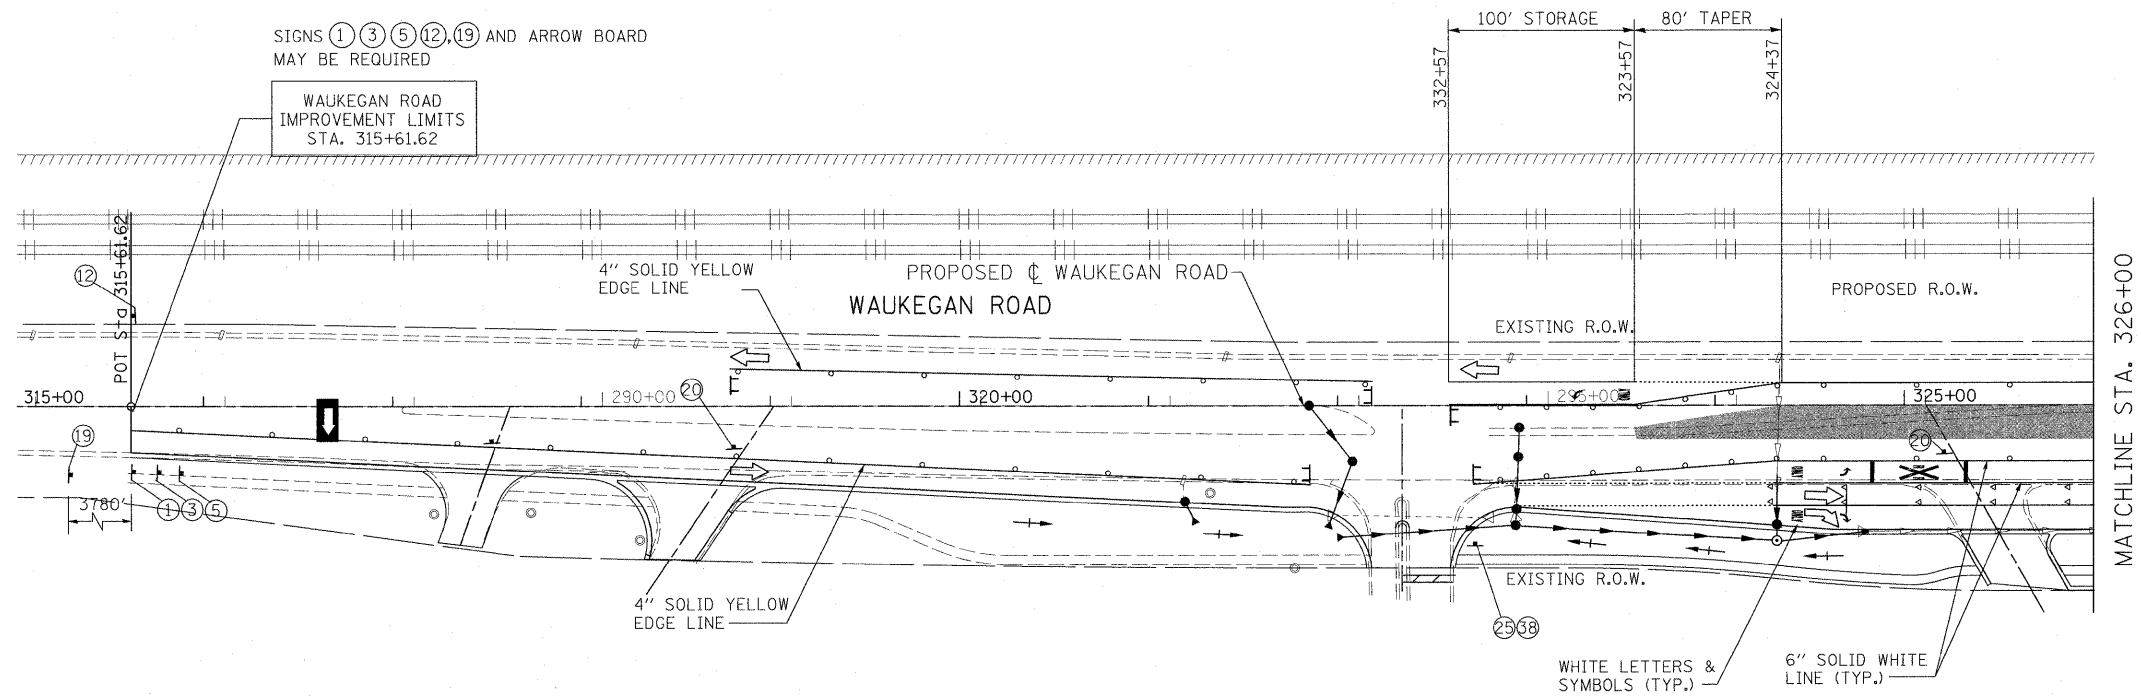 SIGNS 1 3 5 12, 19 AND ARROW BOARD
MAY BE REQUIRED
WAUKEGAN ROAD
IMPROVEMENT LIMITS
STA. 315+61.62
100' STORAGE
80' TAPER
332+57
323+57
324+37
POT Sta 315+61.62
12
4" SOLID YELLOW
EDGE LINE
PROPOSED ℄ WAUKEGAN ROAD
WAUKEGAN ROAD
PROPOSED R.O.W.
EXISTING R.O.W.
MATCHLINE STA. 326+00
315+00
290+00
20
320+00
295+00
325+00
19
20
ONLY
ONLY
3780'
1 3 5
EXISTING R.O.W.
4" SOLID YELLOW
EDGE LINE
25 38
WHITE LETTERS &
SYMBOLS (TYP.)
6" SOLID WHITE
LINE (TYP.)